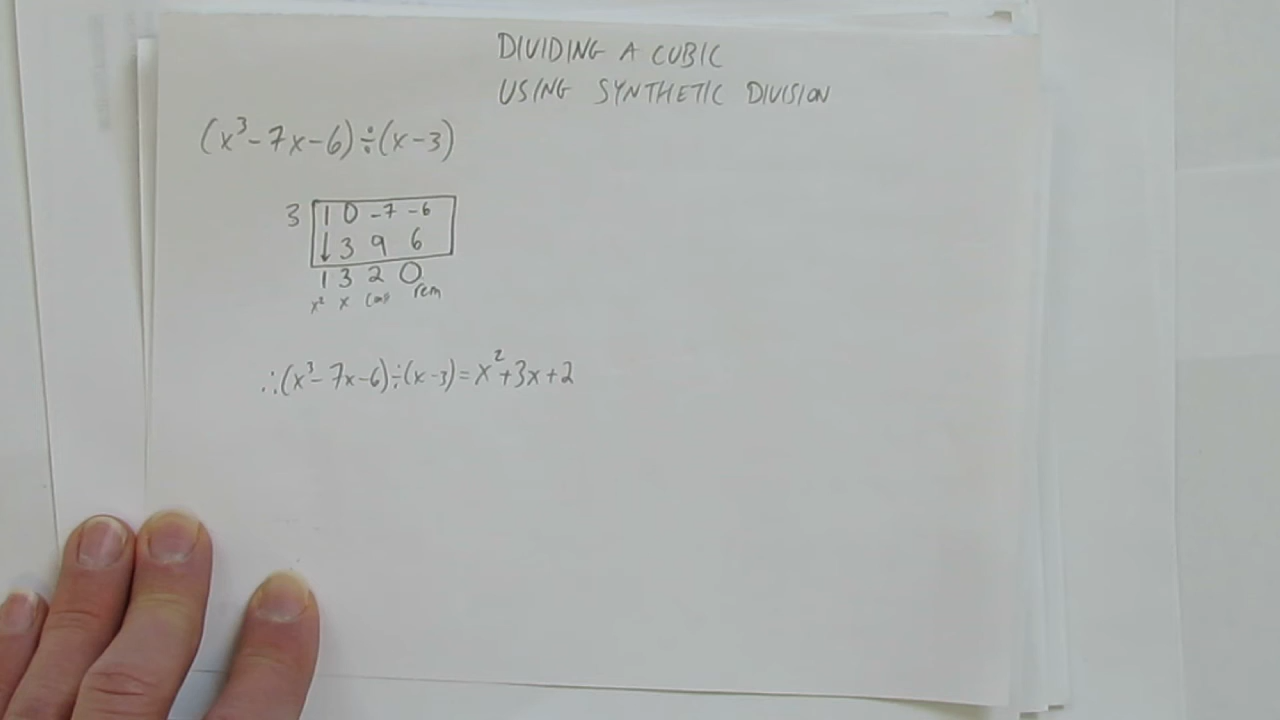 DIVIDING A CUBIC
USING SYNTHETIC DIVISION
(x³-7x-6)÷(x-3)
3 1 0 -7 -6
↓ 3 9 6
1 3 2 0
x² x rem
∴(x³-7x-6)÷(x-3)=x²+3x+2